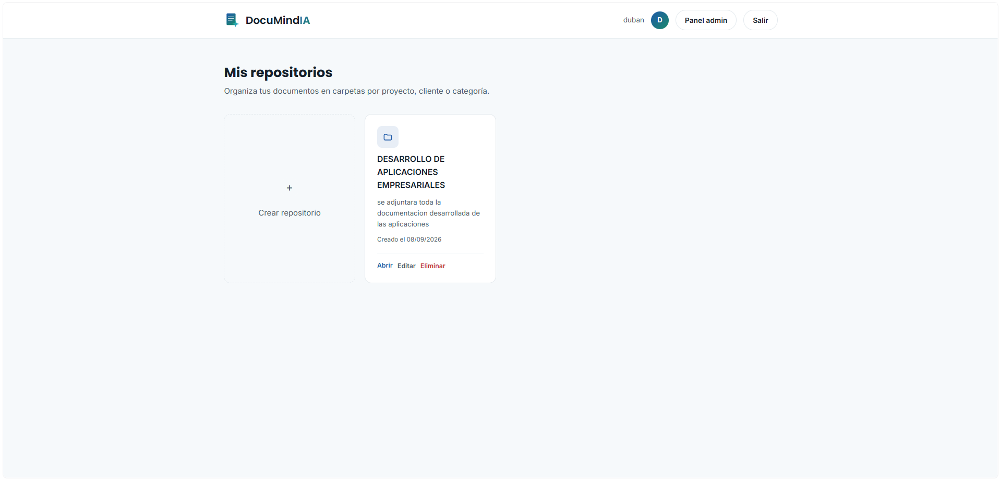 DocuMindIA
duban
D
Panel admin
Salir
Mis repositorios
Organiza tus documentos en carpetas por proyecto, cliente o categoría.
+
Crear repositorio
DESARROLLO DE
APLICACIONES
EMPRESARIALES
se adjuntara toda la
documentacion desarrollada de
las aplicaciones
Creado el 08/09/2026
Abrir Editar Eliminar